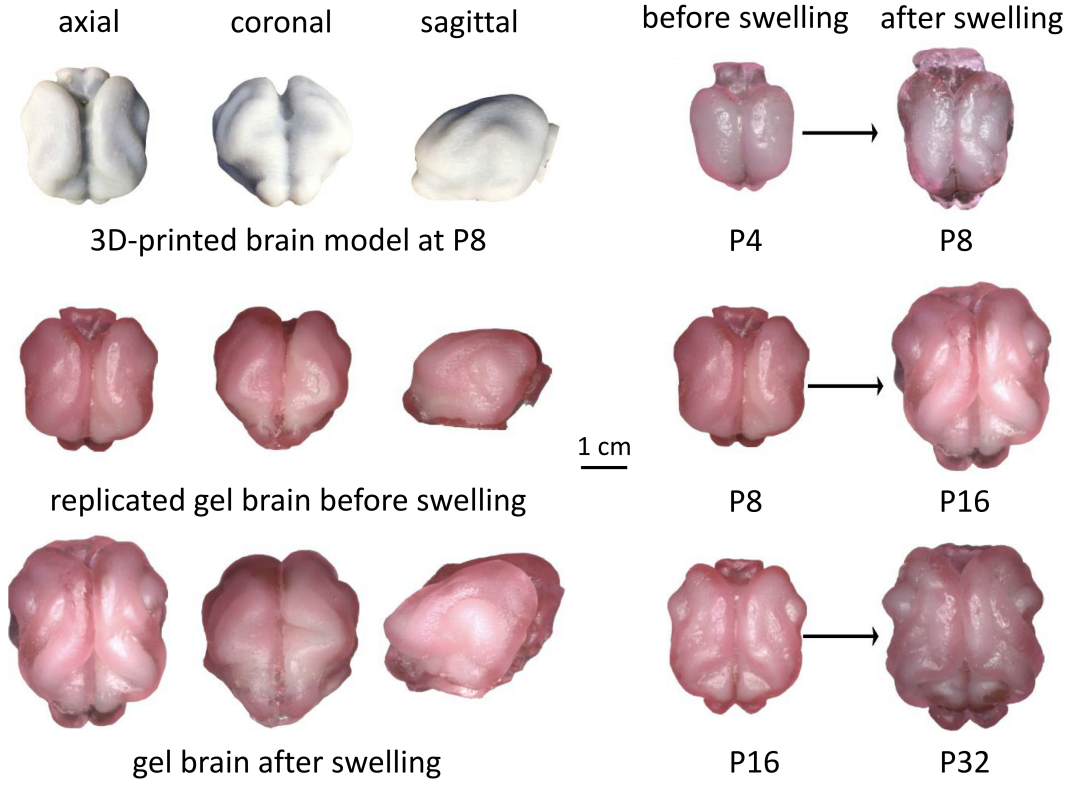 axial
coronal
sagittal
before swelling
after swelling
3D-printed brain model at P8
P4
P8
1 cm
replicated gel brain before swelling
P8
P16
gel brain after swelling
P16
P32